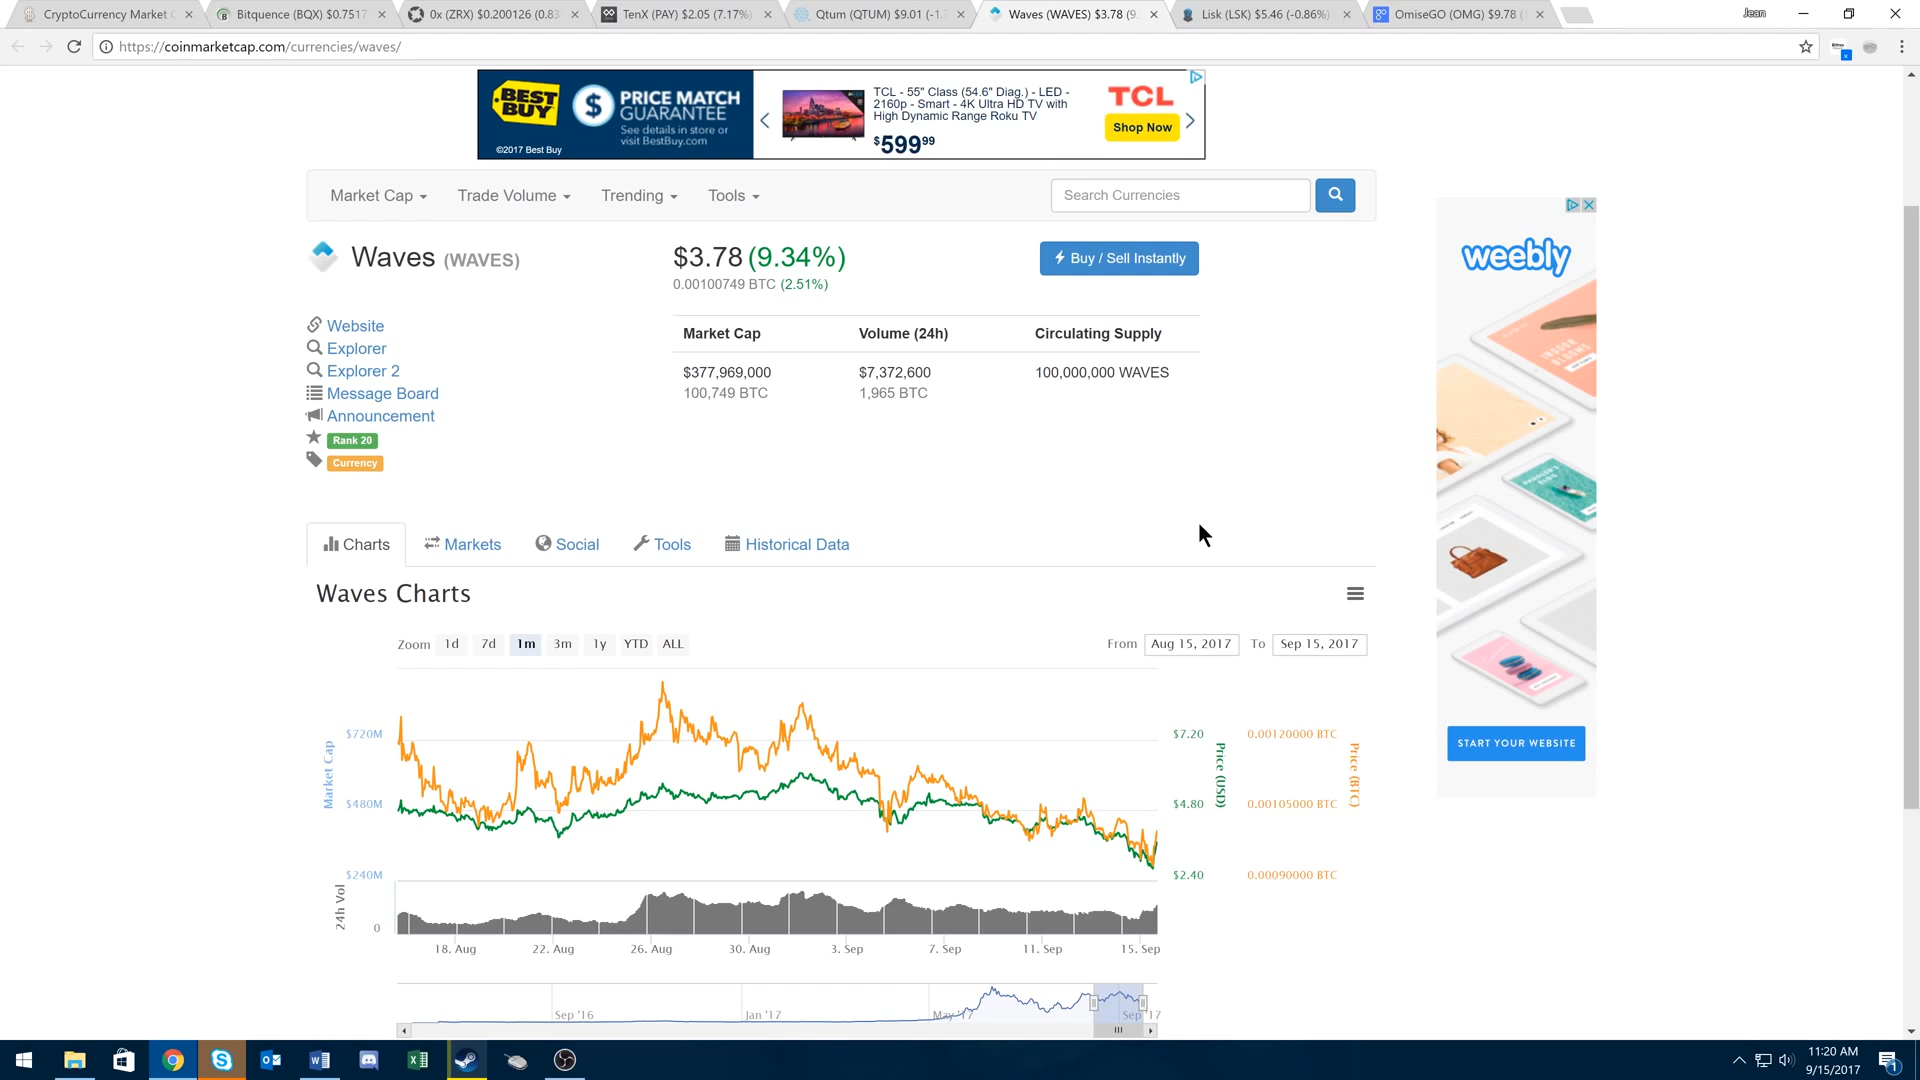 CryptoCurrency Market C
Bitquence (BQX) $0.7517
0x (ZRX) $0.200126 (0.83
TenX (PAY) $2.05 (7.17%)
Qtum (QTUM) $9.01 (-1.
Waves (WAVES) $3.78 (9.
Lisk (LSK) $5.46 (-0.86%)
OmiseGO (OMG) $9.78 (
Jean
https://coinmarketcap.com/currencies/waves/
BEST BUY
$
PRICE MATCH
GUARANTEE
See details in store or
visit BestBuy.com
©2017 Best Buy
TCL - 55" Class (54.6" Diag.) - LED -
2160p - Smart - 4K Ultra HD TV with
High Dynamic Range Roku TV
$599 99
TCL
Shop Now
Market Cap
Trade Volume
Trending
Tools
Search Currencies
Waves (WAVES)
$3.78 (9.34%)
0.00100749 BTC (2.51%)
Buy / Sell Instantly
Website
Explorer
Explorer 2
Message Board
Announcement
Rank 20
Currency
Market Cap Volume (24h) Circulating Supply
$377,969,000 $7,372,600 100,000,000 WAVES
100,749 BTC 1,965 BTC
weebly
START YOUR WEBSITE
Charts
Markets
Social
Tools
Historical Data
Waves Charts
Zoom 1d 7d 1m 3m 1y YTD ALL
From Aug 15, 2017 To Sep 15, 2017
Market Cap
$720M
$480M
$240M
24h Vol
0
$7.20
$4.80
$2.40
Price (USD)
0.00120000 BTC
0.00105000 BTC
0.00090000 BTC
Price (BTC)
18. Aug 22. Aug 26. Aug 30. Aug 3. Sep 7. Sep 11. Sep 15. Sep
Sep '16 Jan '17 May '17 Sep '17
11:20 AM
9/15/2017
1